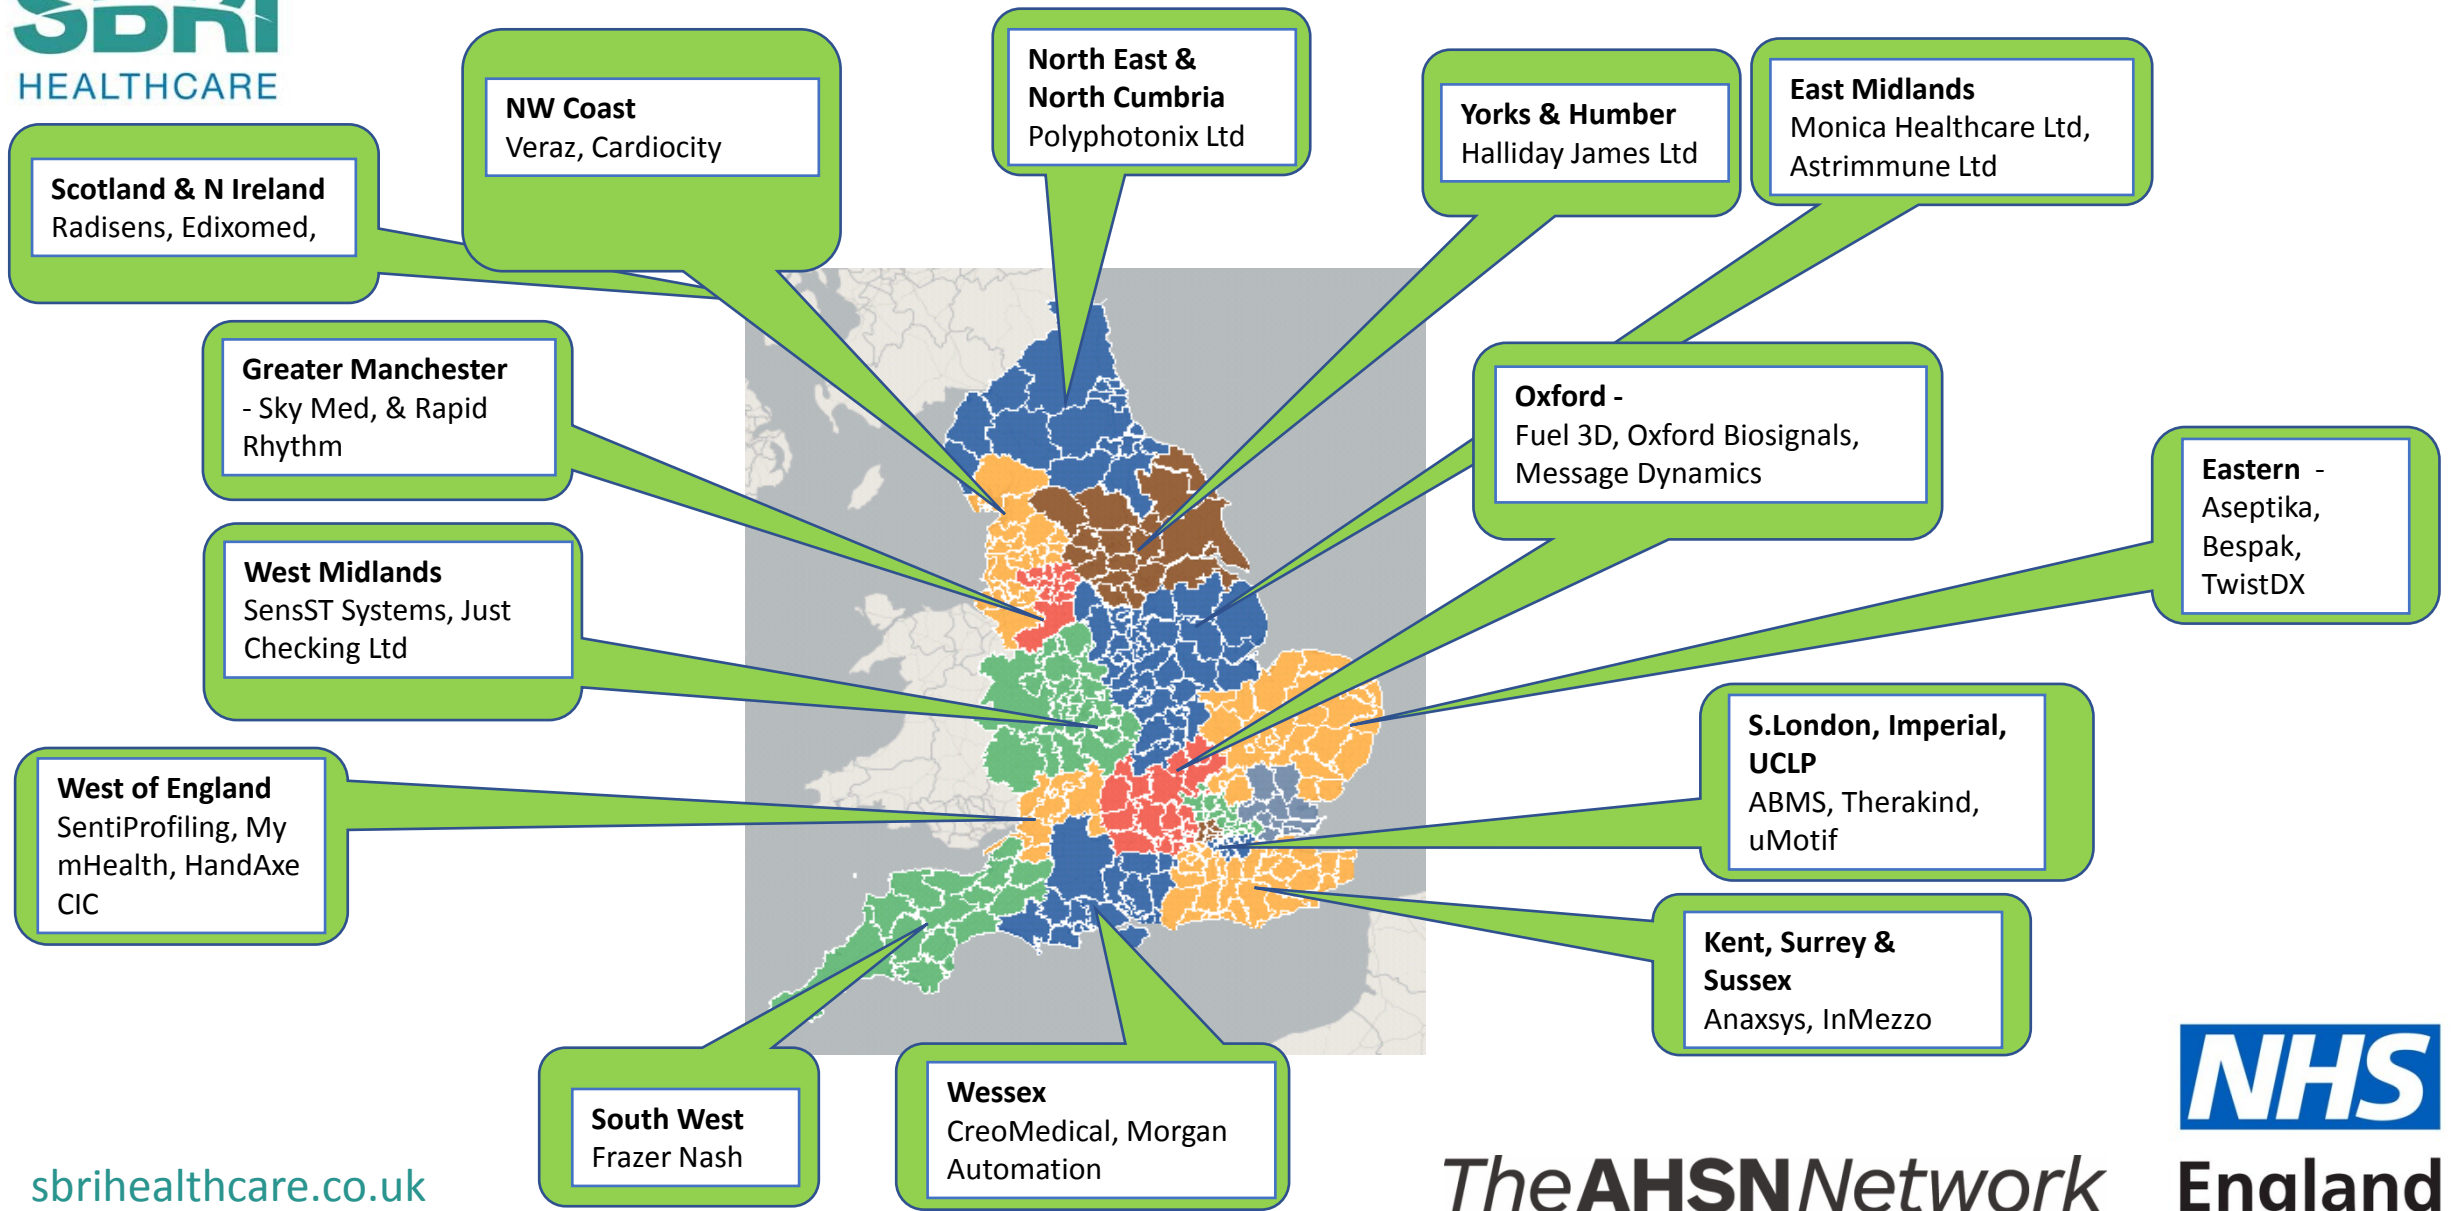 SBRI
HEALTHCARE
NW Coast
Veraz, Cardiocity
North East &
North Cumbria
Polyphotonix Ltd
Yorks & Humber
Halliday James Ltd
East Midlands
Monica Healthcare Ltd,
Astrimmune Ltd
Scotland & N Ireland
Radisens, Edixomed,
Greater Manchester
- Sky Med, & Rapid
Rhythm
Oxford -
Fuel 3D, Oxford Biosignals,
Message Dynamics
Eastern -
Aseptika,
Bespak,
TwistDX
West Midlands
SensST Systems, Just
Checking Ltd
S.London, Imperial,
UCLP
ABMS, Therakind,
uMotif
West of England
SentiProfiling, My
mHealth, HandAxe
CIC
Kent, Surrey &
Sussex
Anaxsys, InMezzo
South West
Frazer Nash
Wessex
CreoMedical, Morgan
Automation
sbrihealthcare.co.uk
TheAHSNNetwork
NHS
England